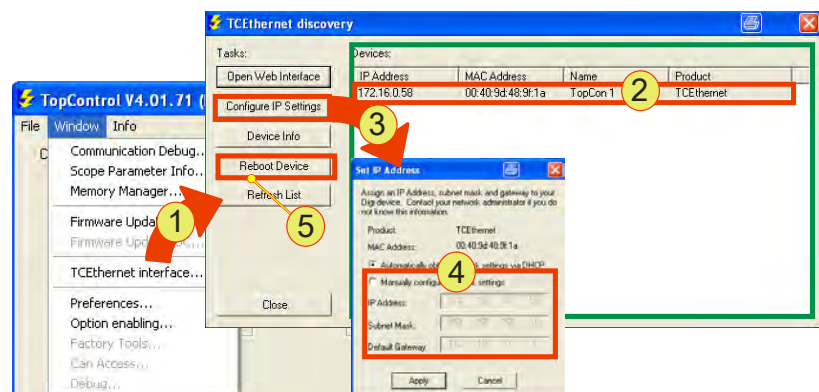 TCEthernet discovery
Tasks:
Open Web Interface
Configure IP Settings
Device Info
Reboot Device
Refresh List
Close
Devices:
IP Address MAC Address Name Product
172.16.0.58 00:40:9d:48:9f:1a TopCon 1 TCEthernet
2
3
5
TopControl V4.01.71 (
File Window Info
Communication Debug...
Scope Parameter Info...
Memory Manager...
Firmware Upda
1
Firmware Upd
TCEthernet interface...
Preferences...
Option enabling...
Factory Tools...
Can Access...
Debug...
Set IP Address
Assign an IP Address, subnet mask and gateway to your
Digi device. Contact your network administrator if you do
not know this information.
Product: TCEthernet
MAC Address: 00:40:9d:48:9f:1a
Automatically settings via DHCP
4
Manually settings
IP Address:
Subnet Mask:
Default Gateway:
Apply Cancel